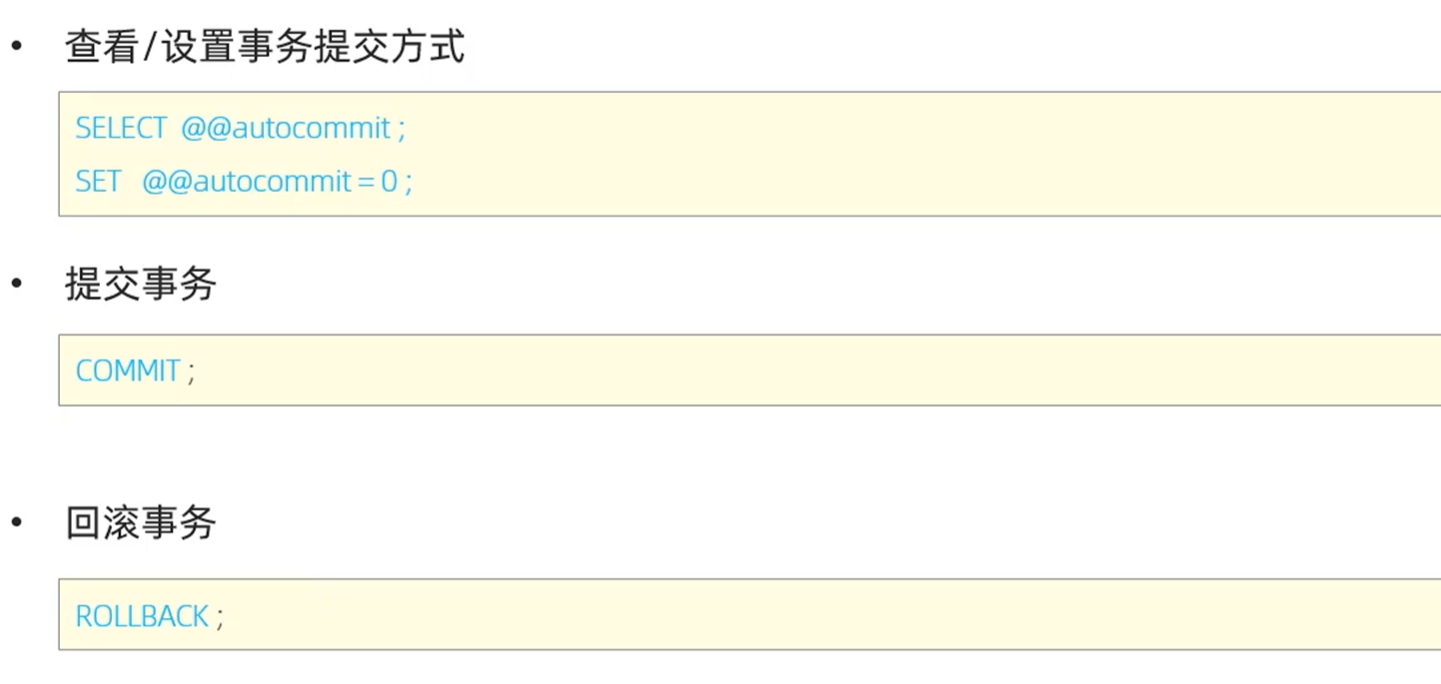 • 查看/设置事务提交方式
SELECT @@autocommit ;
SET @@autocommit = 0 ;
• 提交事务
COMMIT ;
• 回滚事务
ROLLBACK ;